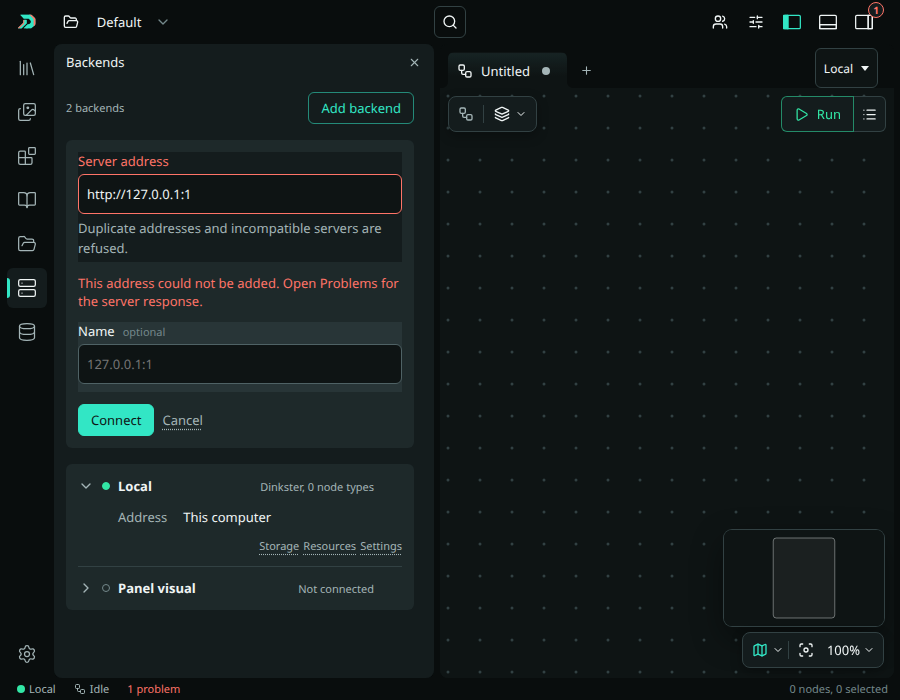 Default
1
Backends
Untitled
Local
2 backends
Add backend
Run
Server address
http://127.0.0.1:1
Duplicate addresses and incompatible servers are
refused.
This address could not be added. Open Problems for
the server response.
Name optional
127.0.0.1:1
Connect
Cancel
Local
Dinkster, 0 node types
Address This computer
Storage Resources Settings
Panel visual
Not connected
100%
Local
Idle
1 problem
0 nodes, 0 selected